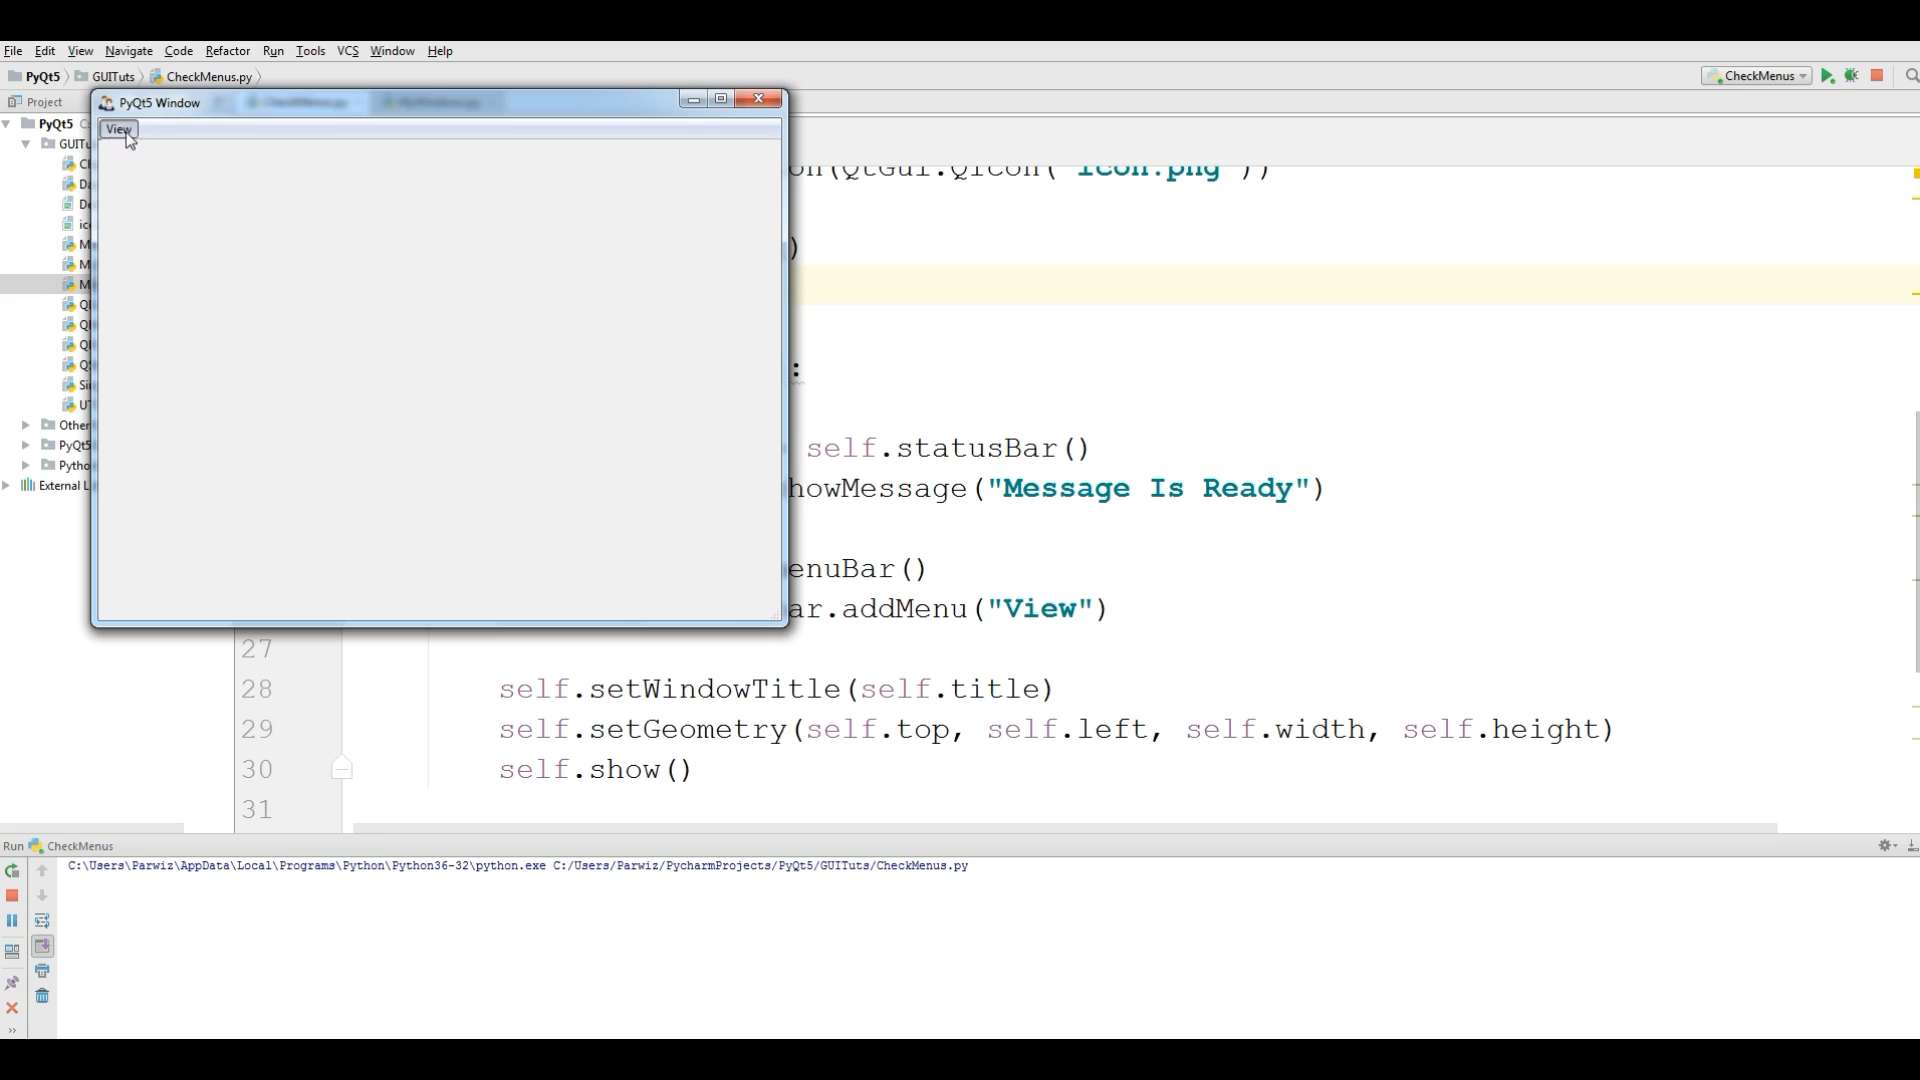 File Edit View Navigate Code Refactor Run Tools VCS Window Help
PyQt5 GUITuts CheckMenus.py CheckMenus
Project
PyQt5 Window
PyQt5
View
External L
Other
PyQt5
Pytho
icon.png"))
)
:
self.statusBar()
howMessage("Message Is Ready")
enuBar()
ar.addMenu("View")
27
28 self.setWindowTitle(self.title)
29 self.setGeometry(self.top, self.left, self.width, self.height)
30 self.show()
31
Run CheckMenus
C:\Users\Parwiz\AppData\Local\Programs\Python\Python36-32\python.exe C:/Users/Parwiz/PycharmProjects/PyQt5/GUITuts/CheckMenus.py